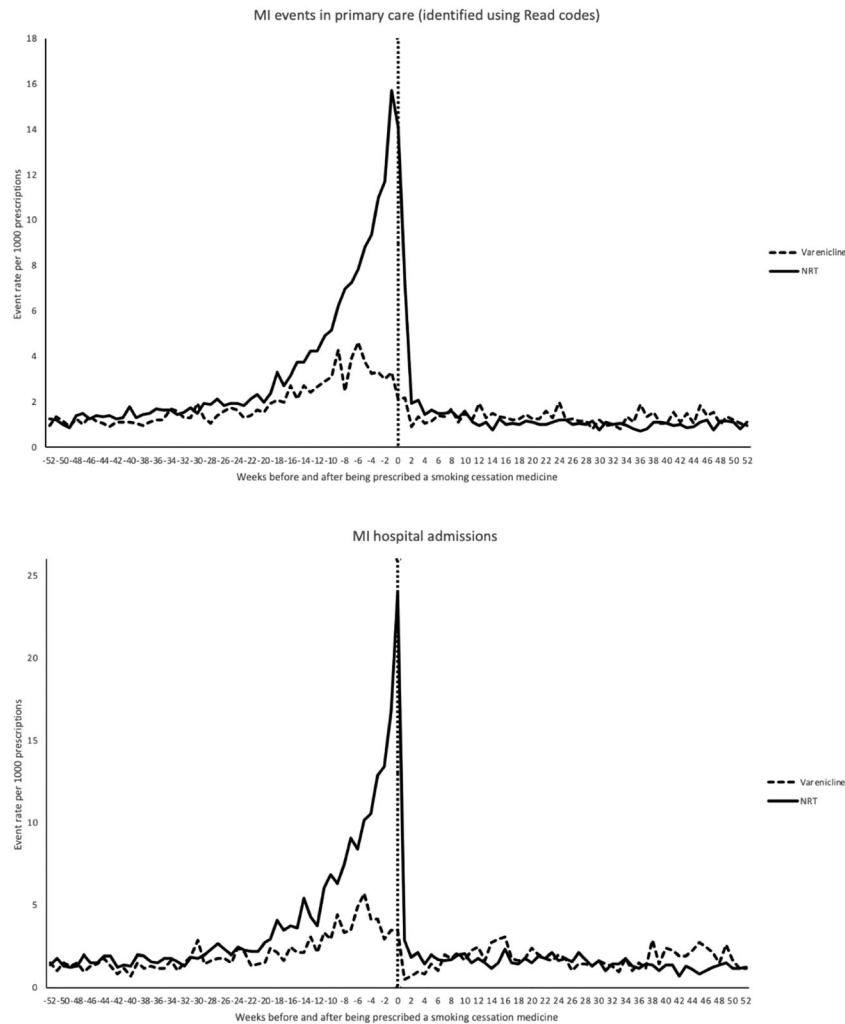 MI events in primary care (identified using Read codes)
18
16
14
12
10
8
6
4
2
0
Event rate per 1000 prescriptions
-52 -50 -48 -46 -44 -42 -40 -38 -36 -34 -32 -30 -28 -26 -24 -22 -20 -18 -16 -14 -12 -10 -8 -6 -4 -2 0 2 4 6 8 10 12 14 16 18 20 22 24 26 28 30 32 34 36 38 40 42 44 46 48 50 52
Weeks before and after being prescribed a smoking cessation medicine
Varenicline
NRT
MI hospital admissions
25
20
15
10
5
0
Event rate per 1000 prescriptions
-52 -50 -48 -46 -44 -42 -40 -38 -36 -34 -32 -30 -28 -26 -24 -22 -20 -18 -16 -14 -12 -10 -8 -6 -4 -2 0 2 4 6 8 10 12 14 16 18 20 22 24 26 28 30 32 34 36 38 40 42 44 46 48 50 52
Weeks before and after being prescribed a smoking cessation medicine
Varenicline
NRT